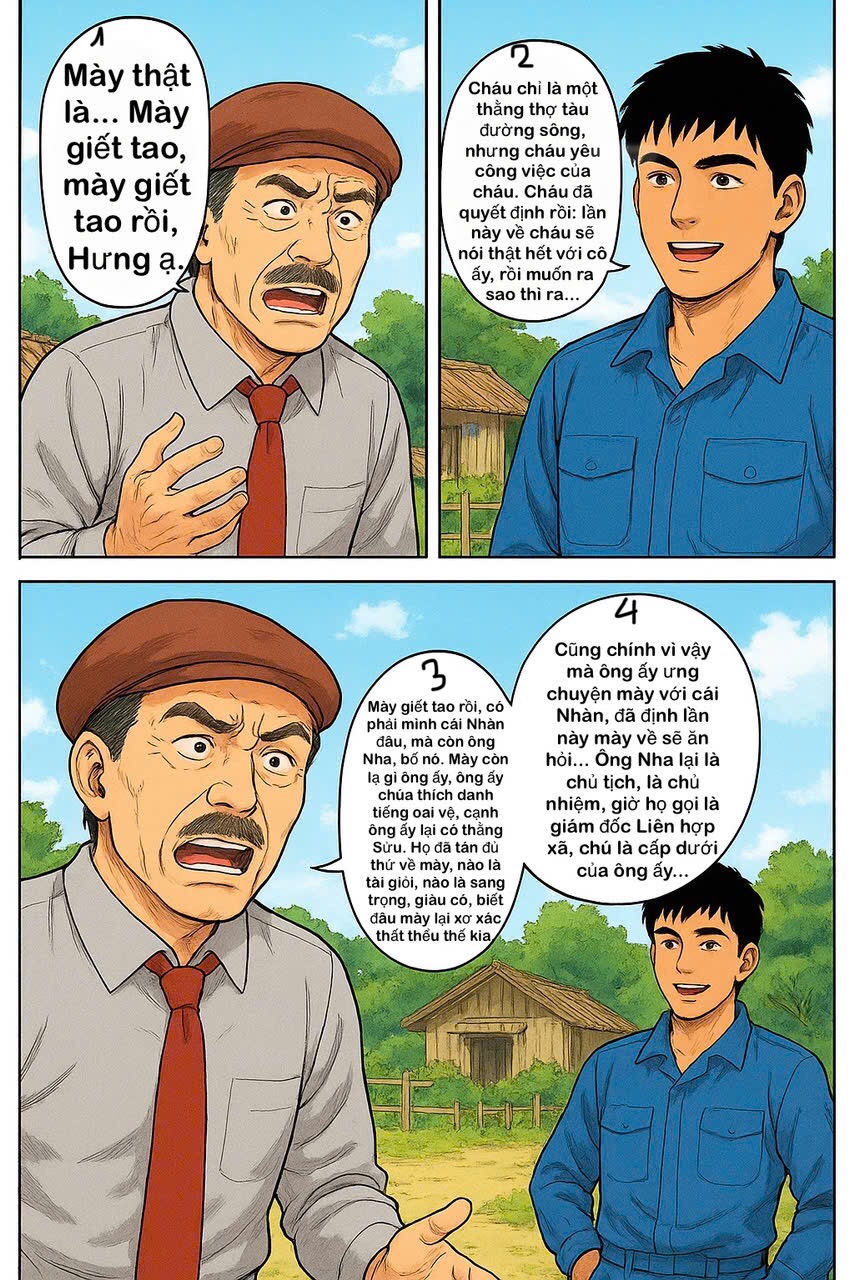 1
Mày thật
là... Mày
giết tao,
mày giết
tao rồi,
Hưng ạ.
2
Cháu chỉ là một
thằng thợ tàu
đường sông,
nhưng cháu yêu
công việc của
cháu. Cháu đã
quyết định rồi: lần
này về cháu sẽ
nói thật hết với cô
ấy, rồi muốn ra
sao thì ra...
3
Mày giết tao rồi, có
phải mình cái Nhàn
đâu, mà còn ông
Nha, bố nó. Mày còn
lạ gì ông ấy, ông ấy
chúa thích danh
tiếng oai vệ, cạnh
ông ấy lại có thằng
Sửu. Họ đã tán đủ
thứ về mày, nào là
tài giỏi, nào là sang
trọng, giàu có, biết
đâu mày lại xơ xác
thất thểu thế kia
4
Cũng chính vì vậy
mà ông ấy ưng
chuyện mày với cái
Nhàn, đã định lần
này mày về sẽ ăn
hỏi... Ông Nha lại là
chủ tịch, là chủ
nhiệm, giờ họ gọi là
giám đốc Liên hợp
xã, chú là cấp dưới
của ông ấy...